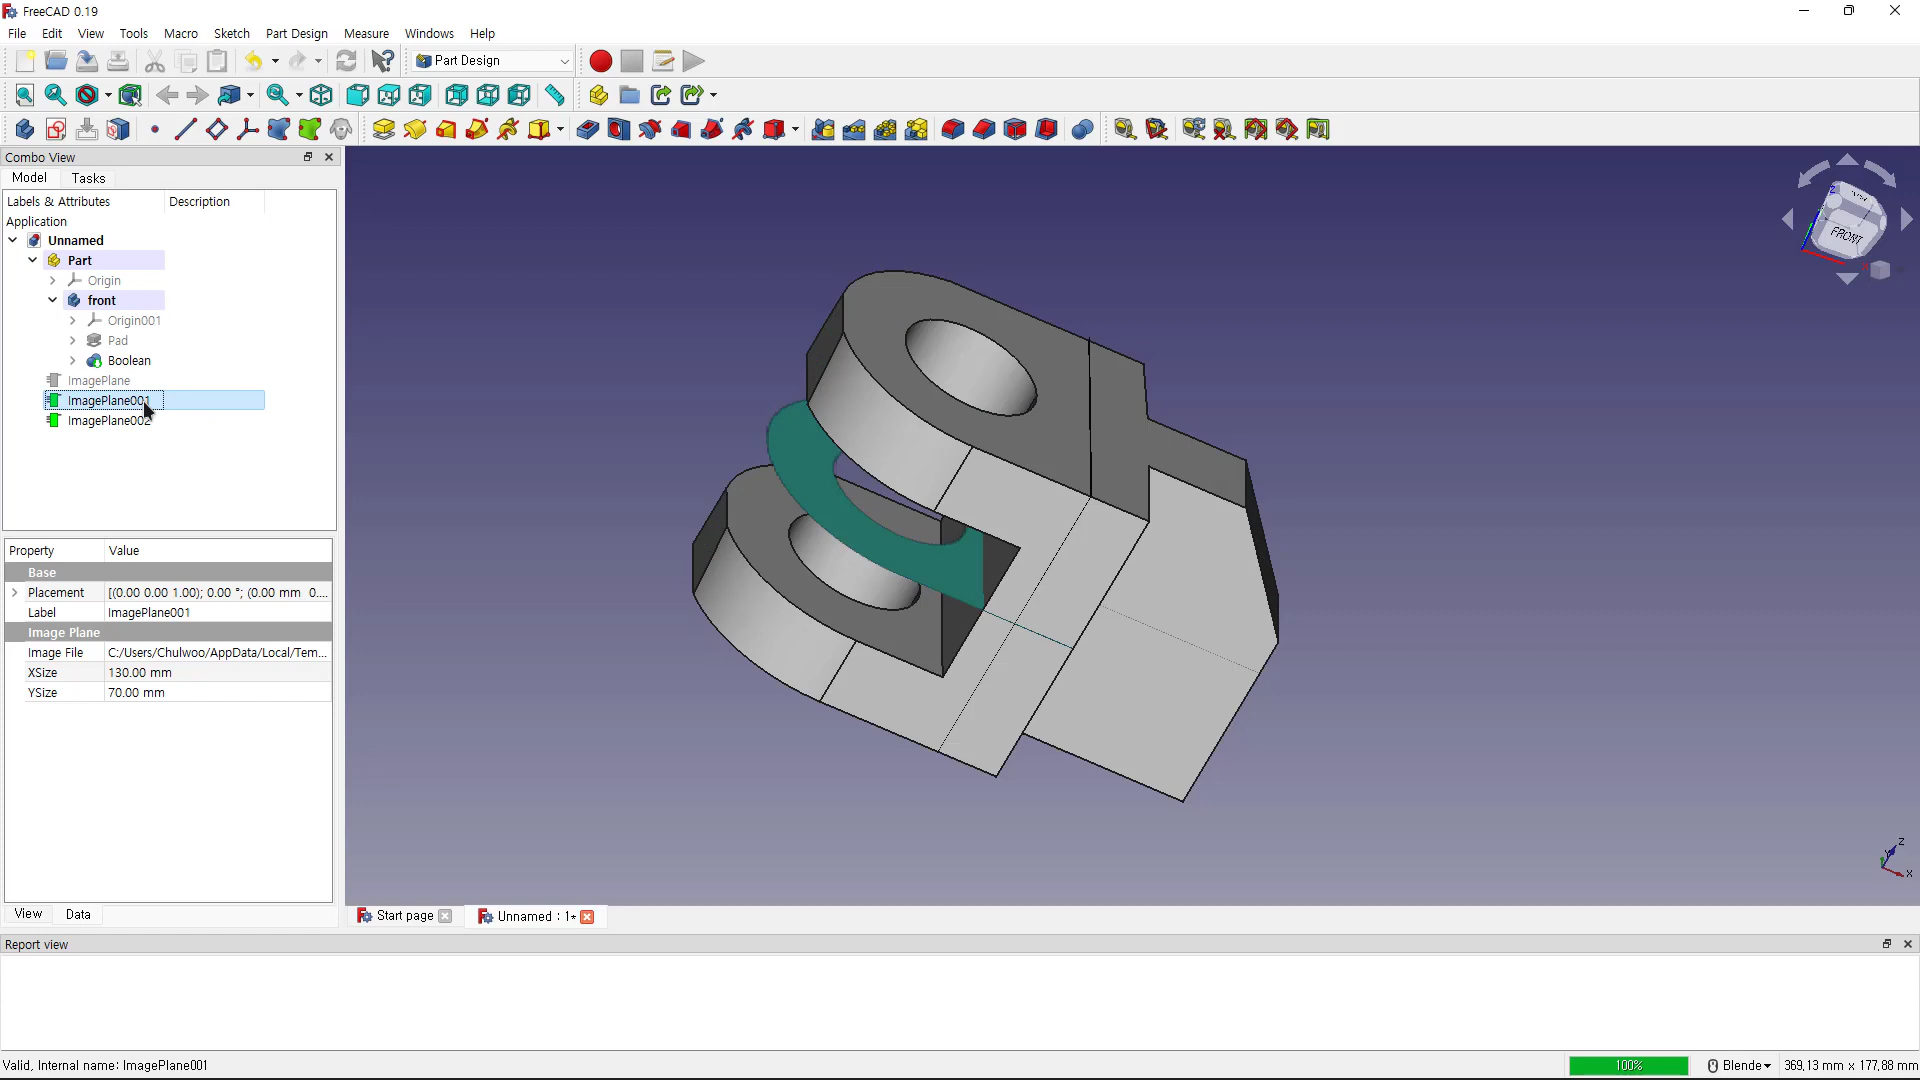 FreeCAD 0.19
File Edit View Tools Macro Sketch Part Design Measure Windows Help
Part Design
Combo View
Model Tasks
Labels & Attributes Description
Application
Unnamed
Part
Origin
front
Origin001
Pad
Boolean
ImagePlane
ImagePlane001
ImagePlane002
Property Value
Base
Placement [(0.00 0.00 1.00); 0.00 °; (0.00 mm 0....
Label ImagePlane001
Image Plane
Image File C:/Users/Chulwoo/AppData/Local/Tem...
XSize 130.00 mm
YSize 70.00 mm
View Data
FRONT
Z
Z
Y
X
Start page Unnamed : 1*
Report view
Valid, Internal name: ImagePlane001
100% Blende 369,13 mm x 177,88 mm